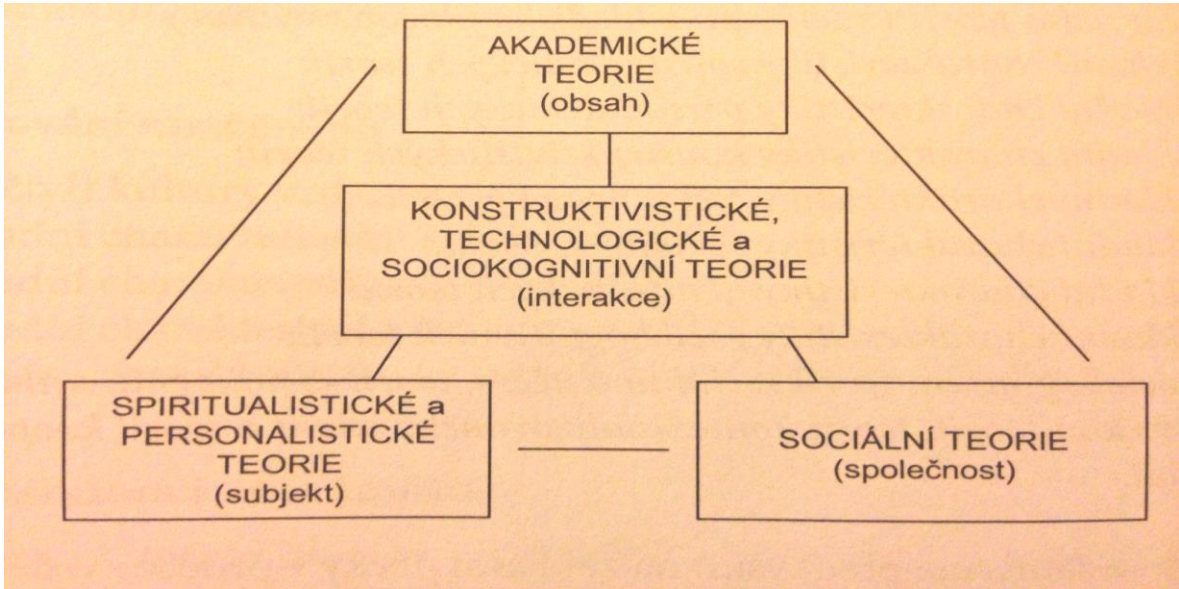 AKADEMICKÉ
TEORIE
(obsah)
KONSTRUKTIVISTICKÉ,
TECHNOLOGICKÉ a
SOCIOKOGNITIVNÍ TEORIE
(interakce)
SPIRITUALISTICKÉ a
PERSONALISTICKÉ
TEORIE
(subjekt)
SOCIÁLNÍ TEORIE
(společnost)